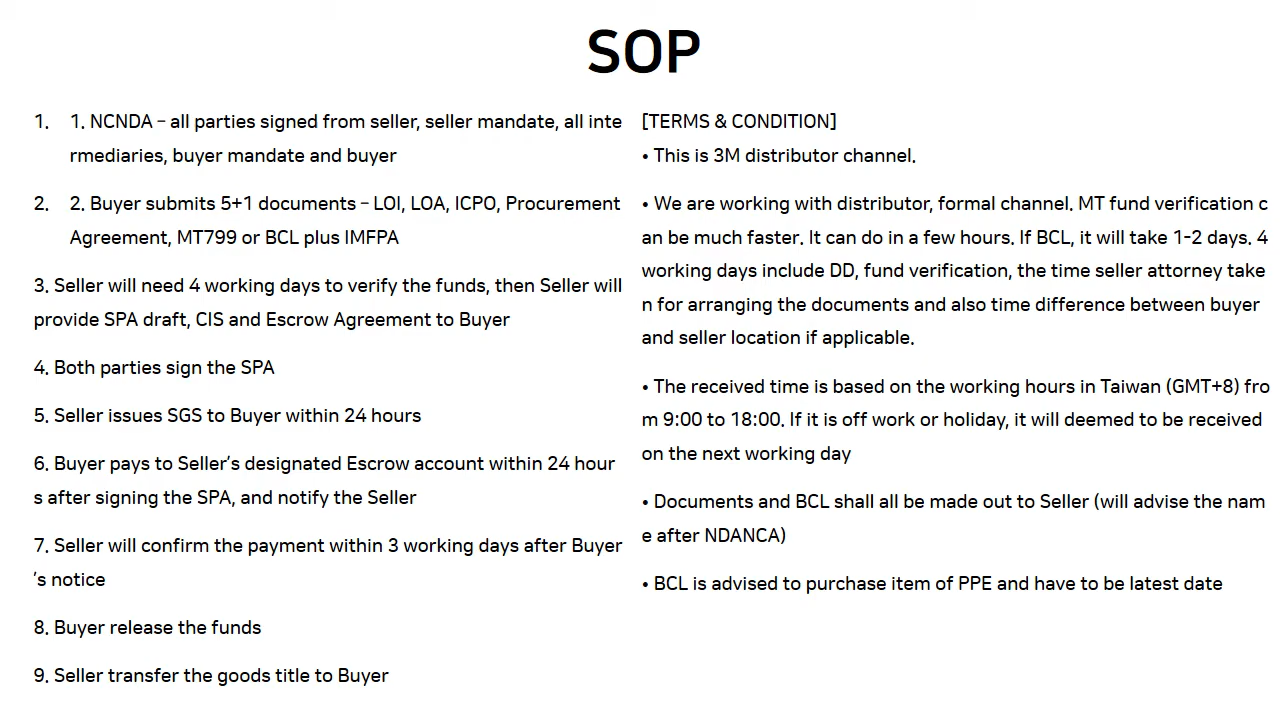 SOP
1. 1. NCNDA – all parties signed from seller, seller mandate, all inte
rmediaries, buyer mandate and buyer
2. 2. Buyer submits 5+1 documents – LOI, LOA, ICPO, Procurement
Agreement, MT799 or BCL plus IMFPA
3. Seller will need 4 working days to verify the funds, then Seller will
provide SPA draft, CIS and Escrow Agreement to Buyer
4. Both parties sign the SPA
5. Seller issues SGS to Buyer within 24 hours
6. Buyer pays to Seller’s designated Escrow account within 24 hour
s after signing the SPA, and notify the Seller
7. Seller will confirm the payment within 3 working days after Buyer
’s notice
8. Buyer release the funds
9. Seller transfer the goods title to Buyer
[TERMS & CONDITION]
• This is 3M distributor channel.
• We are working with distributor, formal channel. MT fund verification c
an be much faster. It can do in a few hours. If BCL, it will take 1-2 days. 4
working days include DD, fund verification, the time seller attorney take
n for arranging the documents and also time difference between buyer
and seller location if applicable.
• The received time is based on the working hours in Taiwan (GMT+8) fro
m 9:00 to 18:00. If it is off work or holiday, it will deemed to be received
on the next working day
• Documents and BCL shall all be made out to Seller (will advise the nam
e after NDANCA)
• BCL is advised to purchase item of PPE and have to be latest date